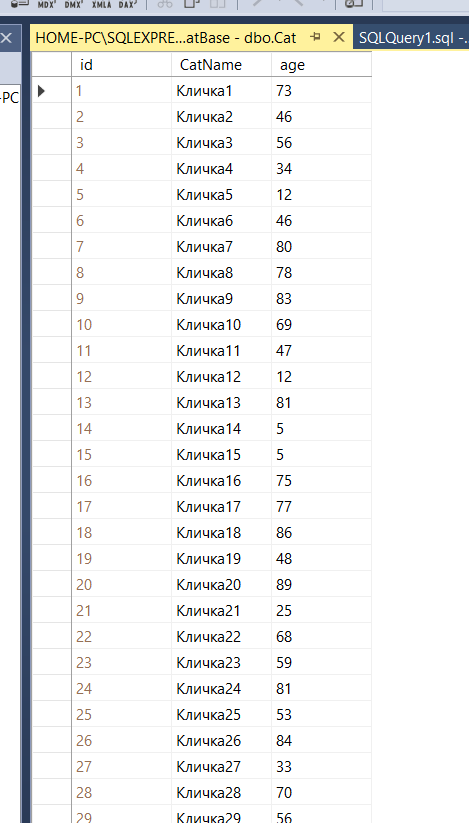 MDX DMX XMLA DAX
HOME-PC\SQLEXPRE...atBase - dbo.Cat SQLQuery1.sql -...
-PC
id CatName age
1 Кличка1 73
2 Кличка2 46
3 Кличка3 56
4 Кличка4 34
5 Кличка5 12
6 Кличка6 46
7 Кличка7 80
8 Кличка8 78
9 Кличка9 83
10 Кличка10 69
11 Кличка11 47
12 Кличка12 12
13 Кличка13 81
14 Кличка14 5
15 Кличка15 5
16 Кличка16 75
17 Кличка17 77
18 Кличка18 86
19 Кличка19 48
20 Кличка20 89
21 Кличка21 25
22 Кличка22 68
23 Кличка23 59
24 Кличка24 81
25 Кличка25 53
26 Кличка26 84
27 Кличка27 33
28 Кличка28 70
29 Кличка29 56